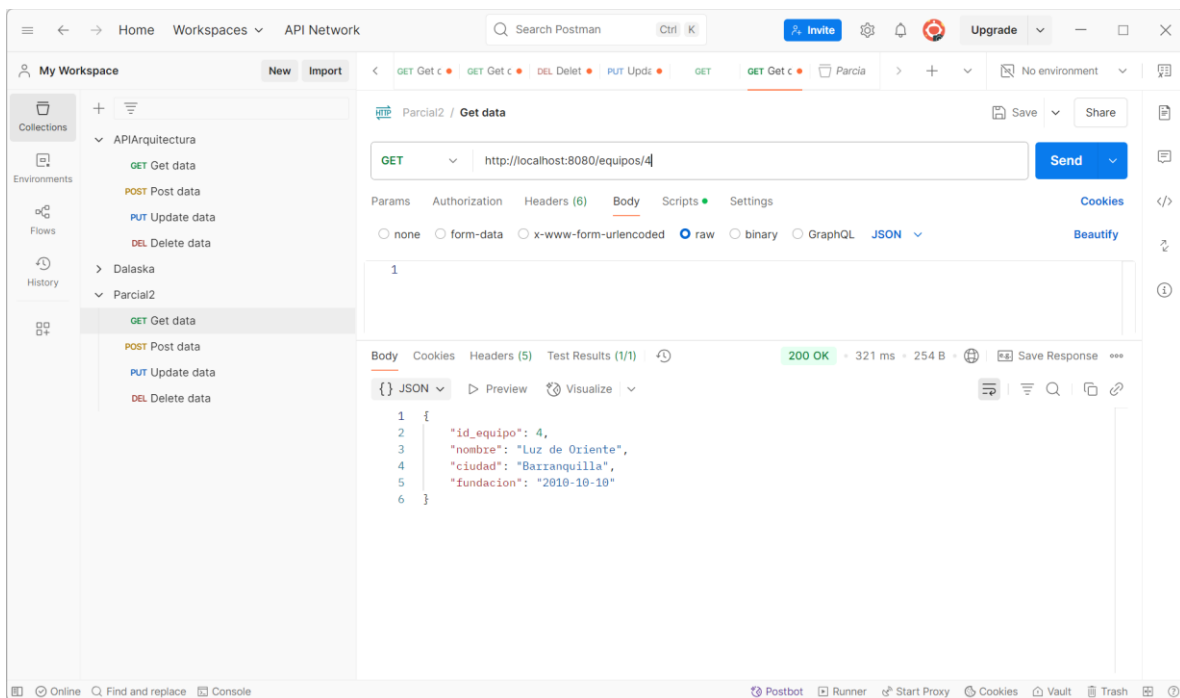 Home Workspaces API Network Search Postman Ctrl K Invite Upgrade
My Workspace New Import GET Get c GET Get c DEL Delet PUT Upda GET GET Get c Parcia No environment
Collections
Environments
Flows
History
APIArquitectura
GET Get data
POST Post data
PUT Update data
DEL Delete data
Dalaska
Parcial2
GET Get data
POST Post data
PUT Update data
DEL Delete data
HTTP Parcial2 / Get data Save Share
GET http://localhost:8080/equipos/4 Send
Params Authorization Headers (6) Body Scripts Settings Cookies
none form-data x-www-form-urlencoded raw binary GraphQL JSON Beautify
1
Body Cookies Headers (5) Test Results (1/1) 200 OK 321 ms 254 B Save Response
{} JSON Preview Visualize
1 {
2 "id_equipo": 4,
3 "nombre": "Luz de Oriente",
4 "ciudad": "Barranquilla",
5 "fundacion": "2010-10-10"
6 }
Online Find and replace Console Postbot Runner Start Proxy Cookies Vault Trash